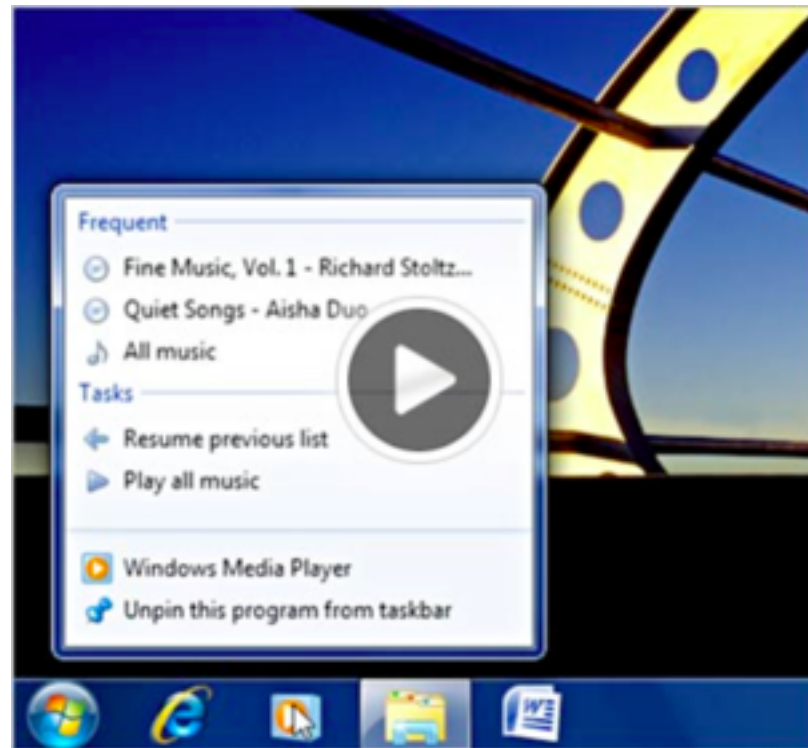 Frequent
Fine Music, Vol. 1 - Richard Stoltz...
Quiet Songs - Aisha Duo
All music
Tasks
Resume previous list
Play all music
Windows Media Player
Unpin this program from taskbar
W